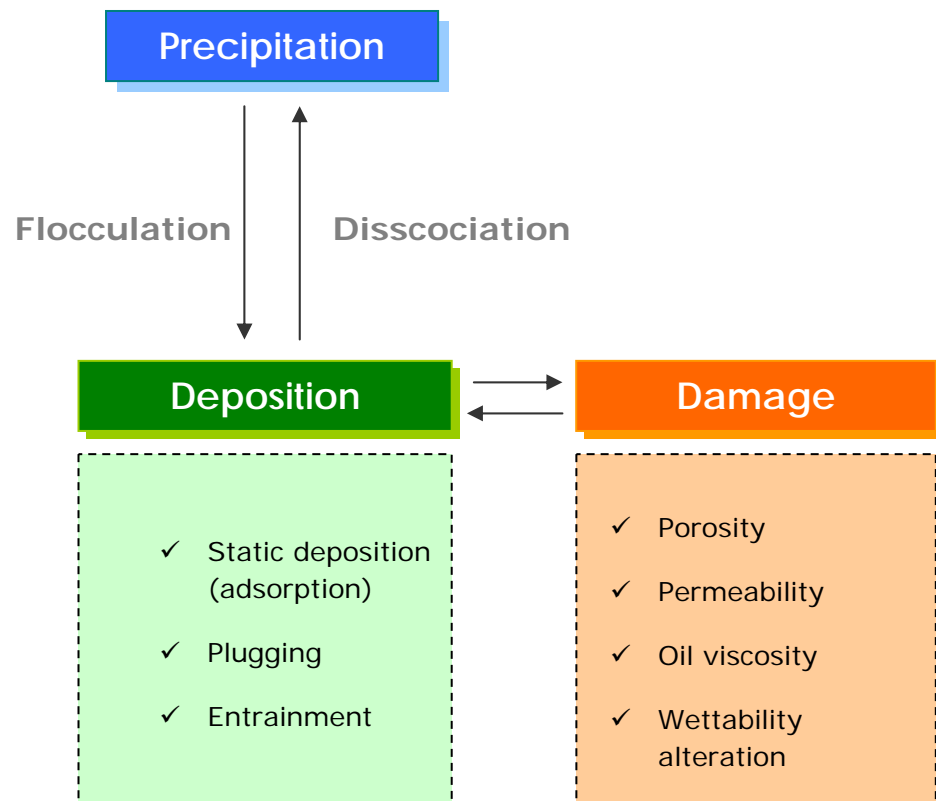 Precipitation
Flocculation
Disscociation
Deposition
Damage
✓ Static deposition
(adsorption)
✓ Plugging
✓ Entrainment
✓ Porosity
✓ Permeability
✓ Oil viscosity
✓ Wettability
alteration